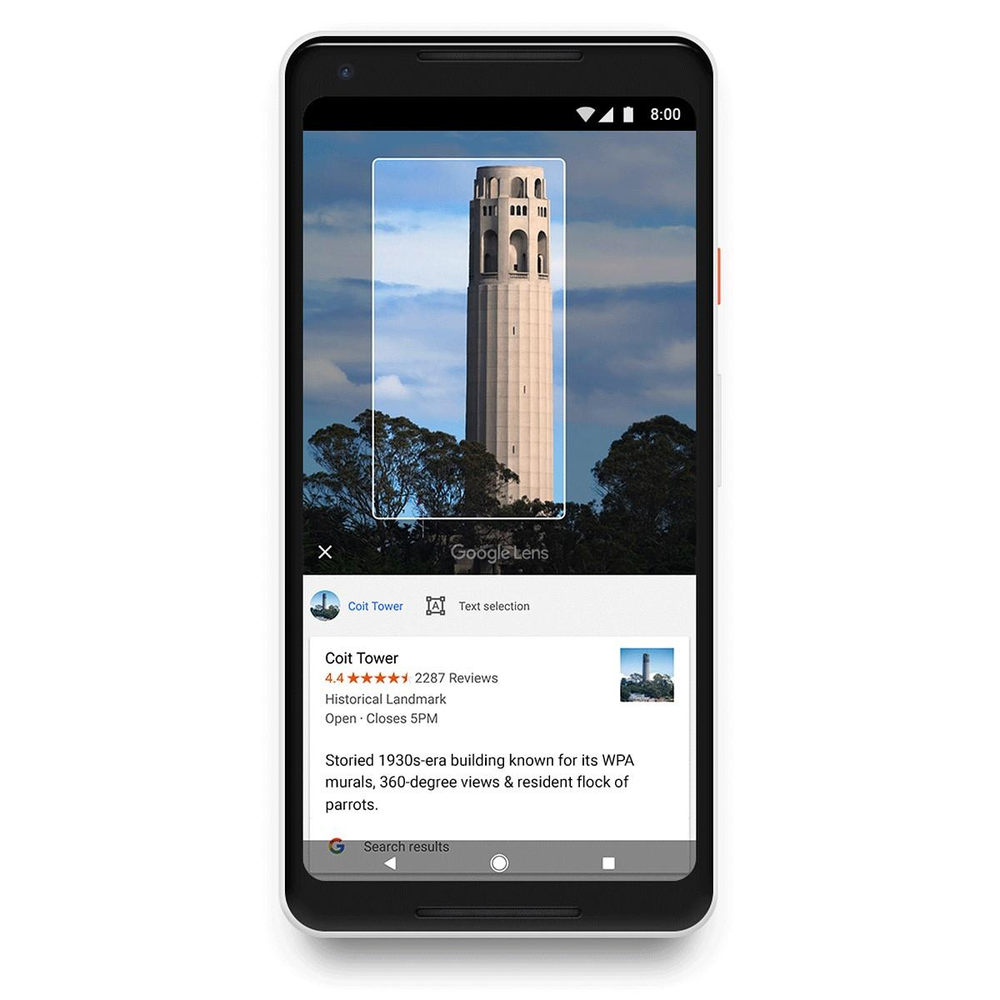 8:00
Google Lens
Coit Tower
A
Text selection
Coit Tower
4.4 2287 Reviews
Historical Landmark
Open · Closes 5PM
Storied 1930s-era building known for its WPA
murals, 360-degree views & resident flock of
parrots.
G Search results